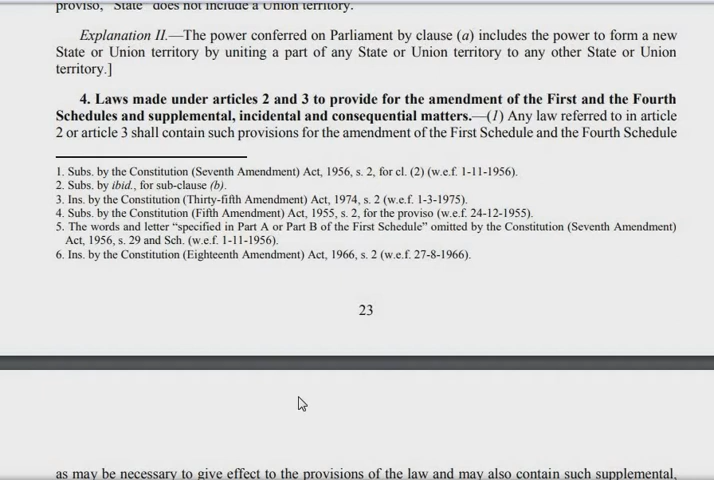 proviso, "State" does not include a Union territory.
Explanation II.—The power conferred on Parliament by clause (a) includes the power to form a new
State or Union territory by uniting a part of any State or Union territory to any other State or Union
territory.]
4. Laws made under articles 2 and 3 to provide for the amendment of the First and the Fourth
Schedules and supplemental, incidental and consequential matters.—(1) Any law referred to in article
2 or article 3 shall contain such provisions for the amendment of the First Schedule and the Fourth Schedule
1. Subs. by the Constitution (Seventh Amendment) Act, 1956, s. 2, for cl. (2) (w.e.f. 1-11-1956).
2. Subs. by ibid., for sub-clause (b).
3. Ins. by the Constitution (Thirty-fifth Amendment) Act, 1974, s. 2 (w.e.f. 1-3-1975).
4. Subs. by the Constitution (Fifth Amendment) Act, 1955, s. 2, for the proviso (w.e.f. 24-12-1955).
5. The words and letter “specified in Part A or Part B of the First Schedule” omitted by the Constitution (Seventh Amendment)
Act, 1956, s. 29 and Sch. (w.e.f. 1-11-1956).
6. Ins. by the Constitution (Eighteenth Amendment) Act, 1966, s. 2 (w.e.f. 27-8-1966).
23
as may be necessary to give effect to the provisions of the law and may also contain such supplemental,